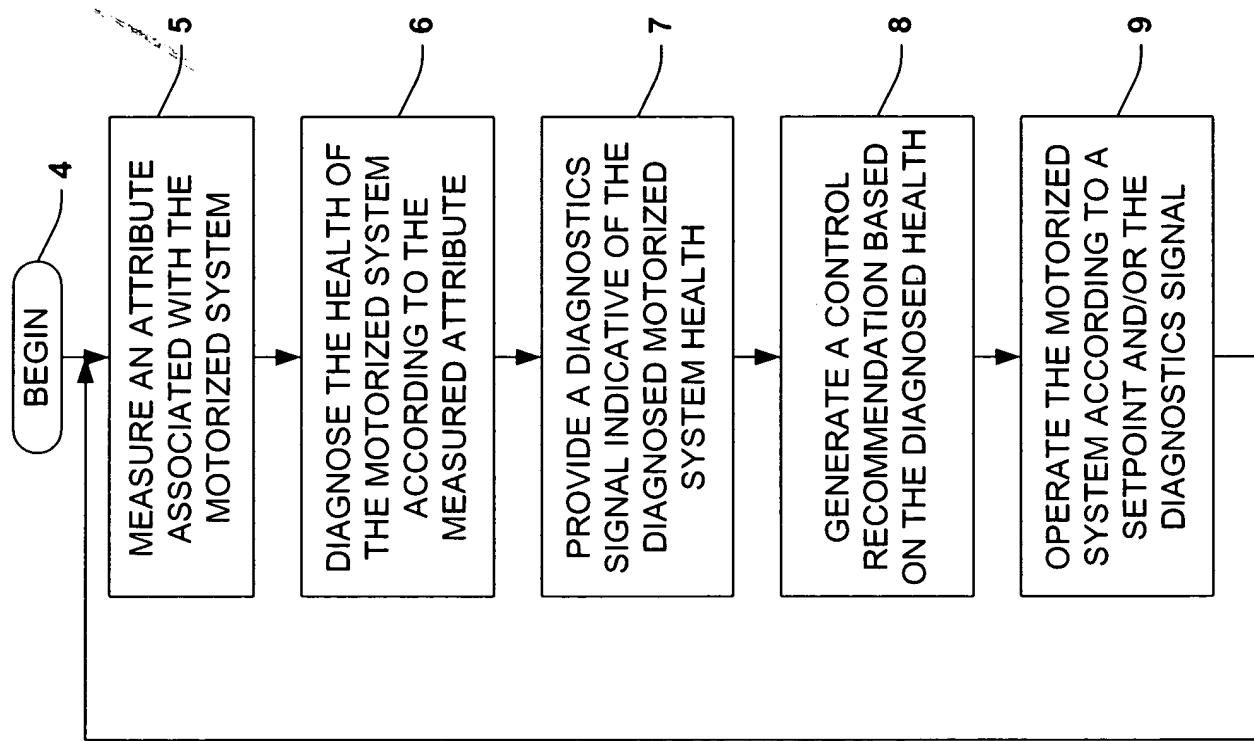 BEGIN
4
MEASURE AN ATTRIBUTE
ASSOCIATED WITH THE
MOTORIZED SYSTEM
5
DIAGNOSE THE HEALTH OF
THE MOTORIZED SYSTEM
ACCORDING TO THE
MEASURED ATTRIBUTE
6
PROVIDE A DIAGNOSTICS
SIGNAL INDICATIVE OF THE
DIAGNOSED MOTORIZED
SYSTEM HEALTH
7
GENERATE A CONTROL
RECOMMENDATION BASED
ON THE DIAGNOSED HEALTH
8
OPERATE THE MOTORIZED
SYSTEM ACCORDING TO A
SETPOINT AND/OR THE
DIAGNOSTICS SIGNAL
9